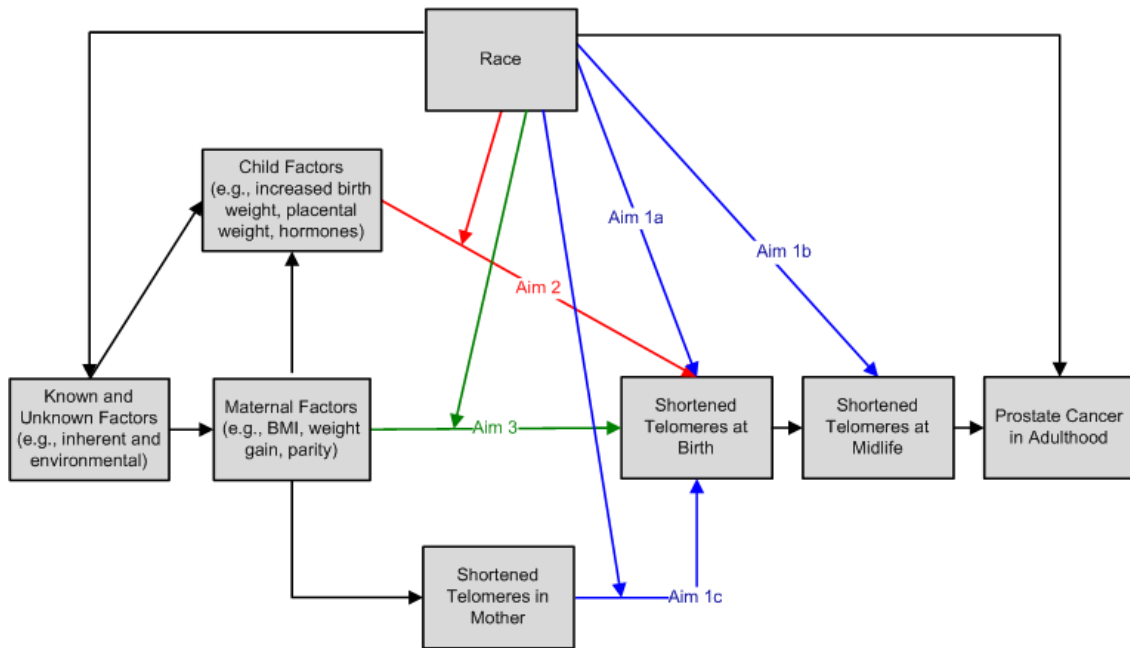 Race
Child Factors
(e.g., increased birth
weight, placental
weight, hormones)
Aim 1a
Aim 1b
Aim 2
Known and
Unknown Factors
(e.g., inherent and
environmental)
Maternal Factors
(e.g., BMI, weight
gain, parity)
Aim 3
Shortened
Telomeres at
Birth
Shortened
Telomeres at
Midlife
Prostate Cancer
in Adulthood
Shortened
Telomeres in
Mother
Aim 1c